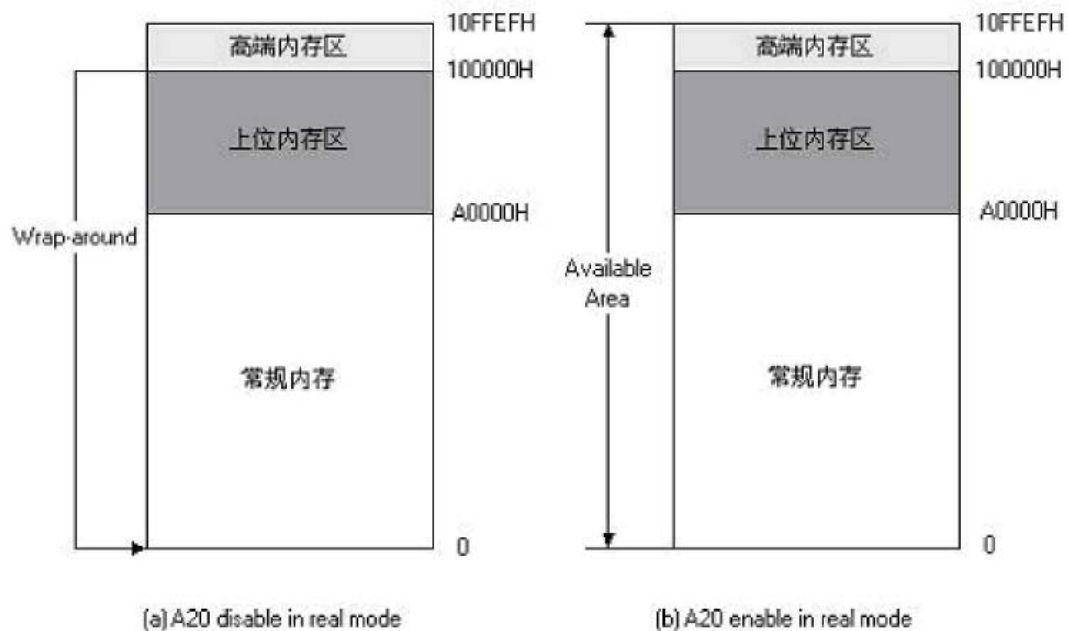 10FFEFH
高端内存区
100000H
上位内存区
A0000H
Wrap-around
常规内存
0
(a) A20 disable in real mode
10FFEFH
高端内存区
100000H
上位内存区
A0000H
Available
Area
常规内存
0
(b) A20 enable in real mode